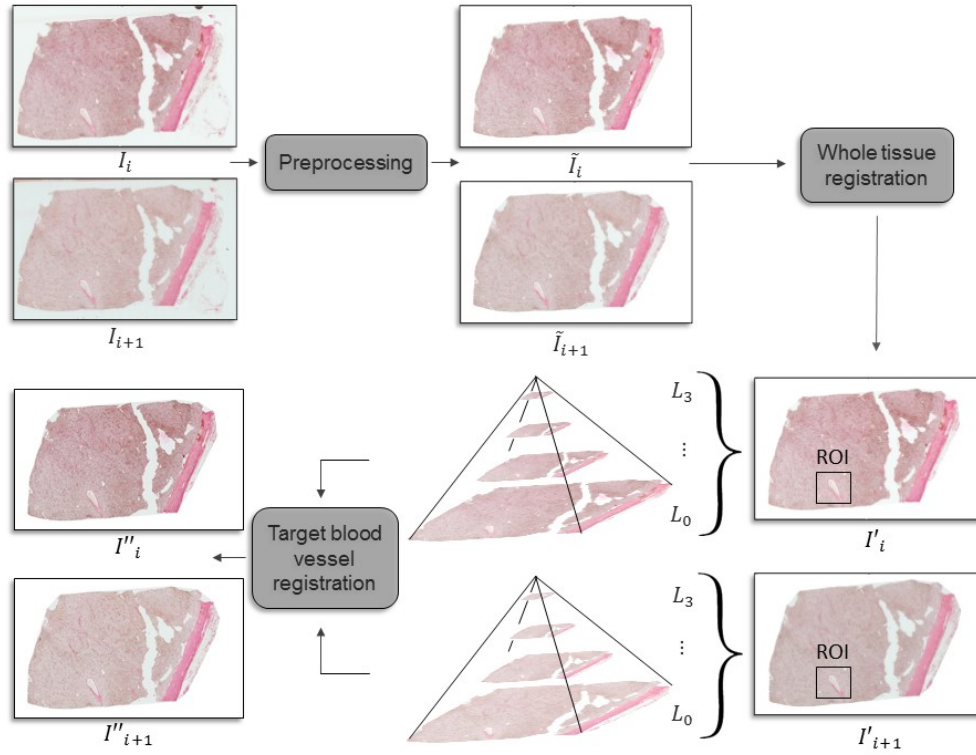 I_i
Preprocessing
Ĩ_i
Whole tissue
registration
I_{i+1}
Ĩ_{i+1}
L_3
⋮
L_0
ROI
I'_i
I''_i
Target blood
vessel
registration
L_3
⋮
L_0
ROI
I'_{i+1}
I''_{i+1}